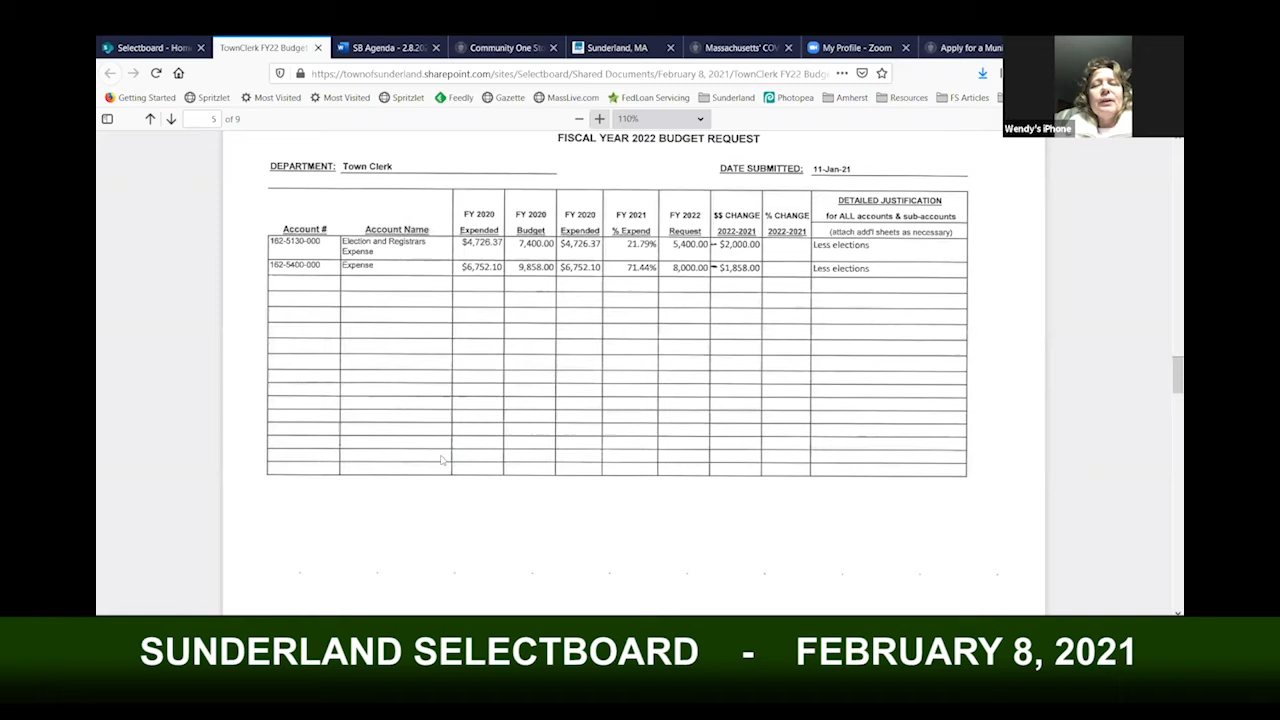 Selectboard - Hom
TownClerk FY22 Budget
SB Agenda - 2.8.202
Community One Sto
Sunderland, MA
Massachusetts' COV
My Profile - Zoom
Apply for a Muni
https://townofsunderland.sharepoint.com/sites/Selectboard/Shared Documents/February 8, 2021/TownClerk FY22 Budg
Getting Started Spritzlet Most Visited Most Visited Spritzlet Feedly Gazette MassLive.com FedLoan Servicing Sunderland Photopea Amherst Resources FS Articles
Wendy's iPhone
5 of 9
110%
FISCAL YEAR 2022 BUDGET REQUEST
DEPARTMENT: Town Clerk
DATE SUBMITTED: 11-Jan-21
DETAILED JUSTIFICATION
FY 2020 FY 2020 FY 2020 FY 2021 FY 2022 $$ CHANGE % CHANGE for ALL accounts & sub-accounts
Account # Account Name Expended Budget Expended % Expend Request 2022-2021 2022-2021 (attach add'l sheets as necessary)
162-5130-000 Election and Registrars $4,726.37 7,400.00 $4,726.37 21.79% 5,400.00 - $2,000.00 Less elections
Expense
162-5400-000 Expense $6,752.10 9,858.00 $6,752.10 71.44% 8,000.00 - $1,858.00 Less elections
SUNDERLAND SELECTBOARD - FEBRUARY 8, 2021